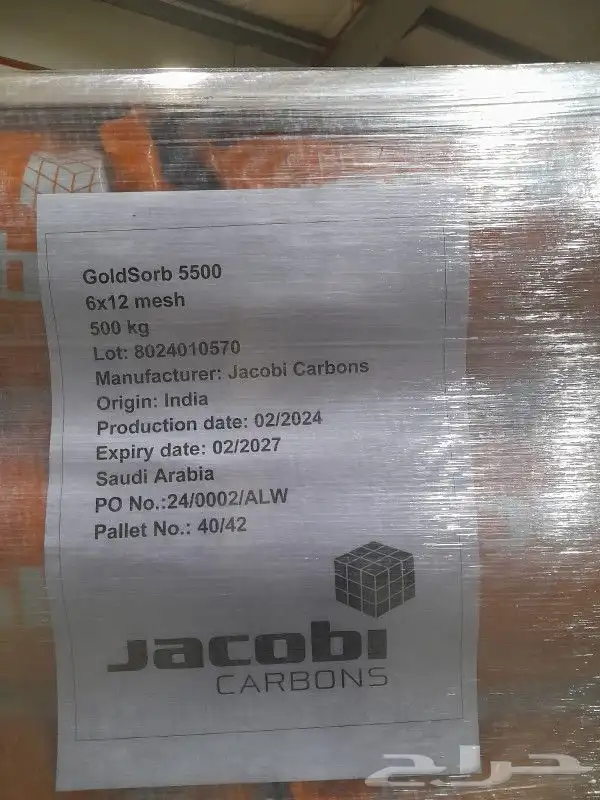 GoldSorb 5500
6x12 mesh
500 kg
Lot: 8024010570
Manufacturer: Jacobi Carbons
Origin: India
Production date: 02/2024
Expiry date: 02/2027
Saudi Arabia
PO No.:24/0002/ALW
Pallet No.: 40/42
Jacobi
CARBONS
حراج